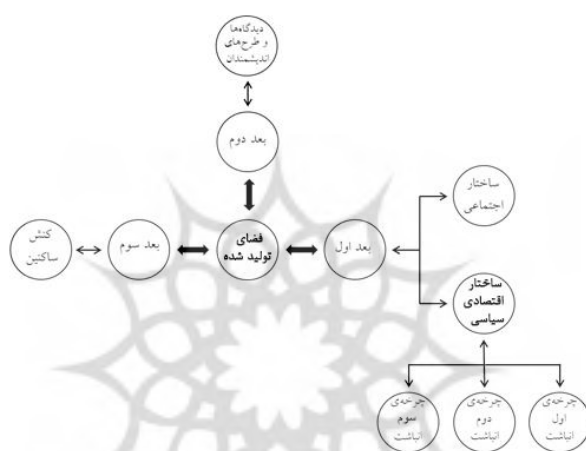 دیدگاه‌ها
و طرح‌های
اندیشمندان
بعد دوم
ساختار
اجتماعی
فضای
تولید شده
بعد اول
بعد سوم
کنش
ساکنین
ساختار
اقتصادی
سیاسی
چرخه‌ی
اول
انباشت
چرخه‌ی
دوم
انباشت
چرخه‌ی
سوم
انباشت